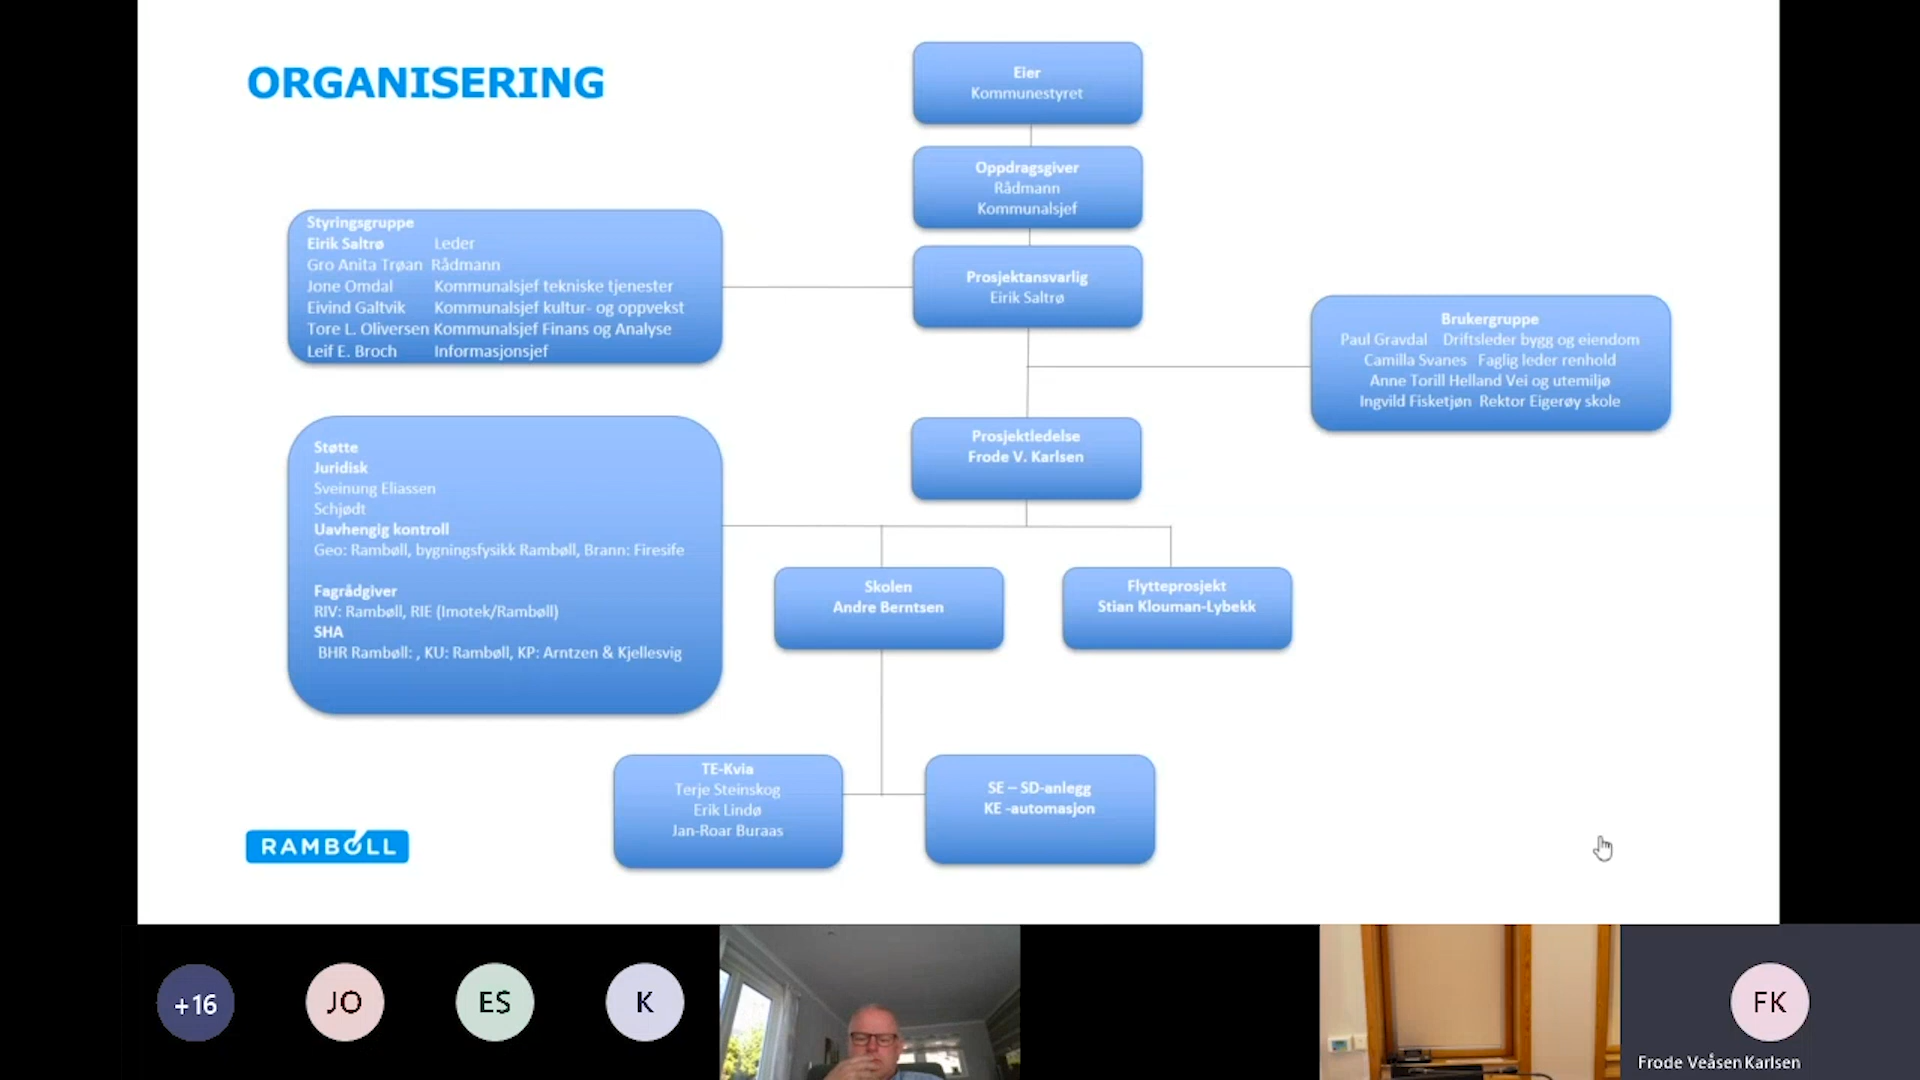 ORGANISERING
Eier
Kommunestyret
Oppdragsgiver
Rådmann
Kommunalsjef
Styringsgruppe
Eirik Saltrø Leder
Gro Anita Trøan Rådmann
Jone Omdal Kommunalsjef tekniske tjenester
Eivind Galtvik Kommunalsjef kultur- og oppvekst
Tore L. Oliversen Kommunalsjef Finans og Analyse
Leif E. Broch Informasjonsjef
Prosjektansvarlig
Eirik Saltrø
Brukergruppe
Paul Gravdal Driftsleder bygg og eiendom
Camilla Svanes Faglig leder renhold
Anne Torill Helland Vei og utemiljø
Ingvild Fisketjøn Rektor Eigerøy skole
Prosjektledelse
Frode V. Karlsen
Støtte
Juridisk
Sveinung Eliassen
Schjødt
Uavhengig kontroll
Geo: Rambøll, bygningsfysikk Rambøll, Brann: Firesife
Fagrådgiver
RIV: Rambøll, RIE (Imotek/Rambøll)
SHA
BHR Rambøll: , KU: Rambøll, KP: Arntzen & Kjellesvig
Skolen
Andre Berntsen
Flytteprosjekt
Stian Klouman-Lybekk
TE-Kvia
Terje Steinskog
Erik Lindø
Jan-Roar Buraas
SE – SD-anlegg
KE -automasjon
RAMBOLL
+16
JO
ES
K
FK
Frode Veåsen Karlsen